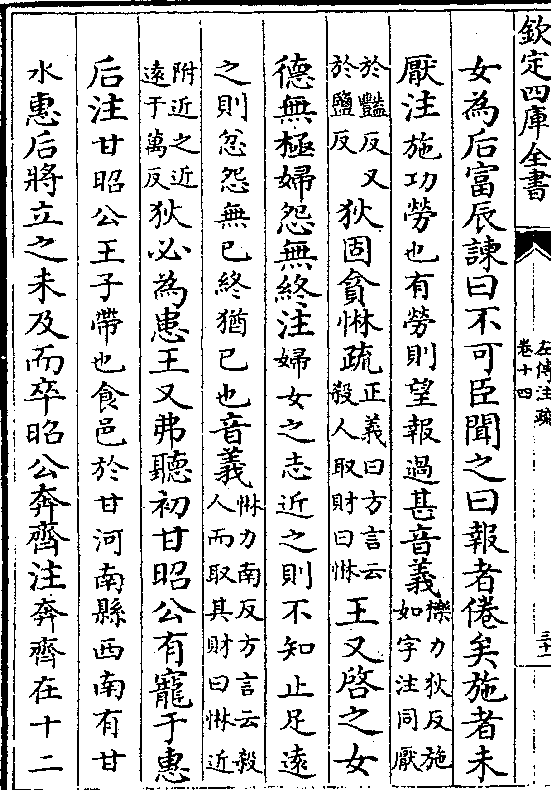 欽定四庫全書
左傳注疏
卷十四
三十
女為后富辰諫曰不可臣聞之曰報者倦矣施者未
厭注施功勞也有勞則望報過甚音義櫟力狄反施如字注同厭
於豔反又於鹽反狄固貪惏疏正義曰方言云殺人取財曰惏王又啓之女
德無極婦怨無終注婦女之志近之則不知止足遠
之則忿怨無已終猶已也音義惏力南反方言云殺人而取其財曰惏近
附近之近遠于萬反狄必為患王又弗聽初甘昭公有寵于惠
后注甘昭公王子帶也食邑於甘河南縣西南有甘
水惠后將立之未及而卒昭公奔齊注奔齊在十二